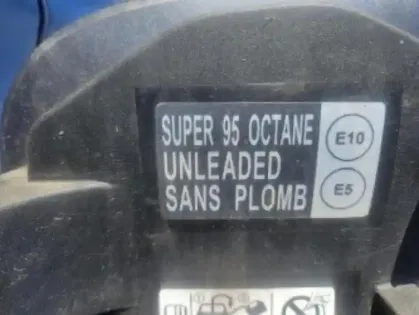 SUPER 95 OCTANE E10
UNLEADED
SANS PLOMB E5